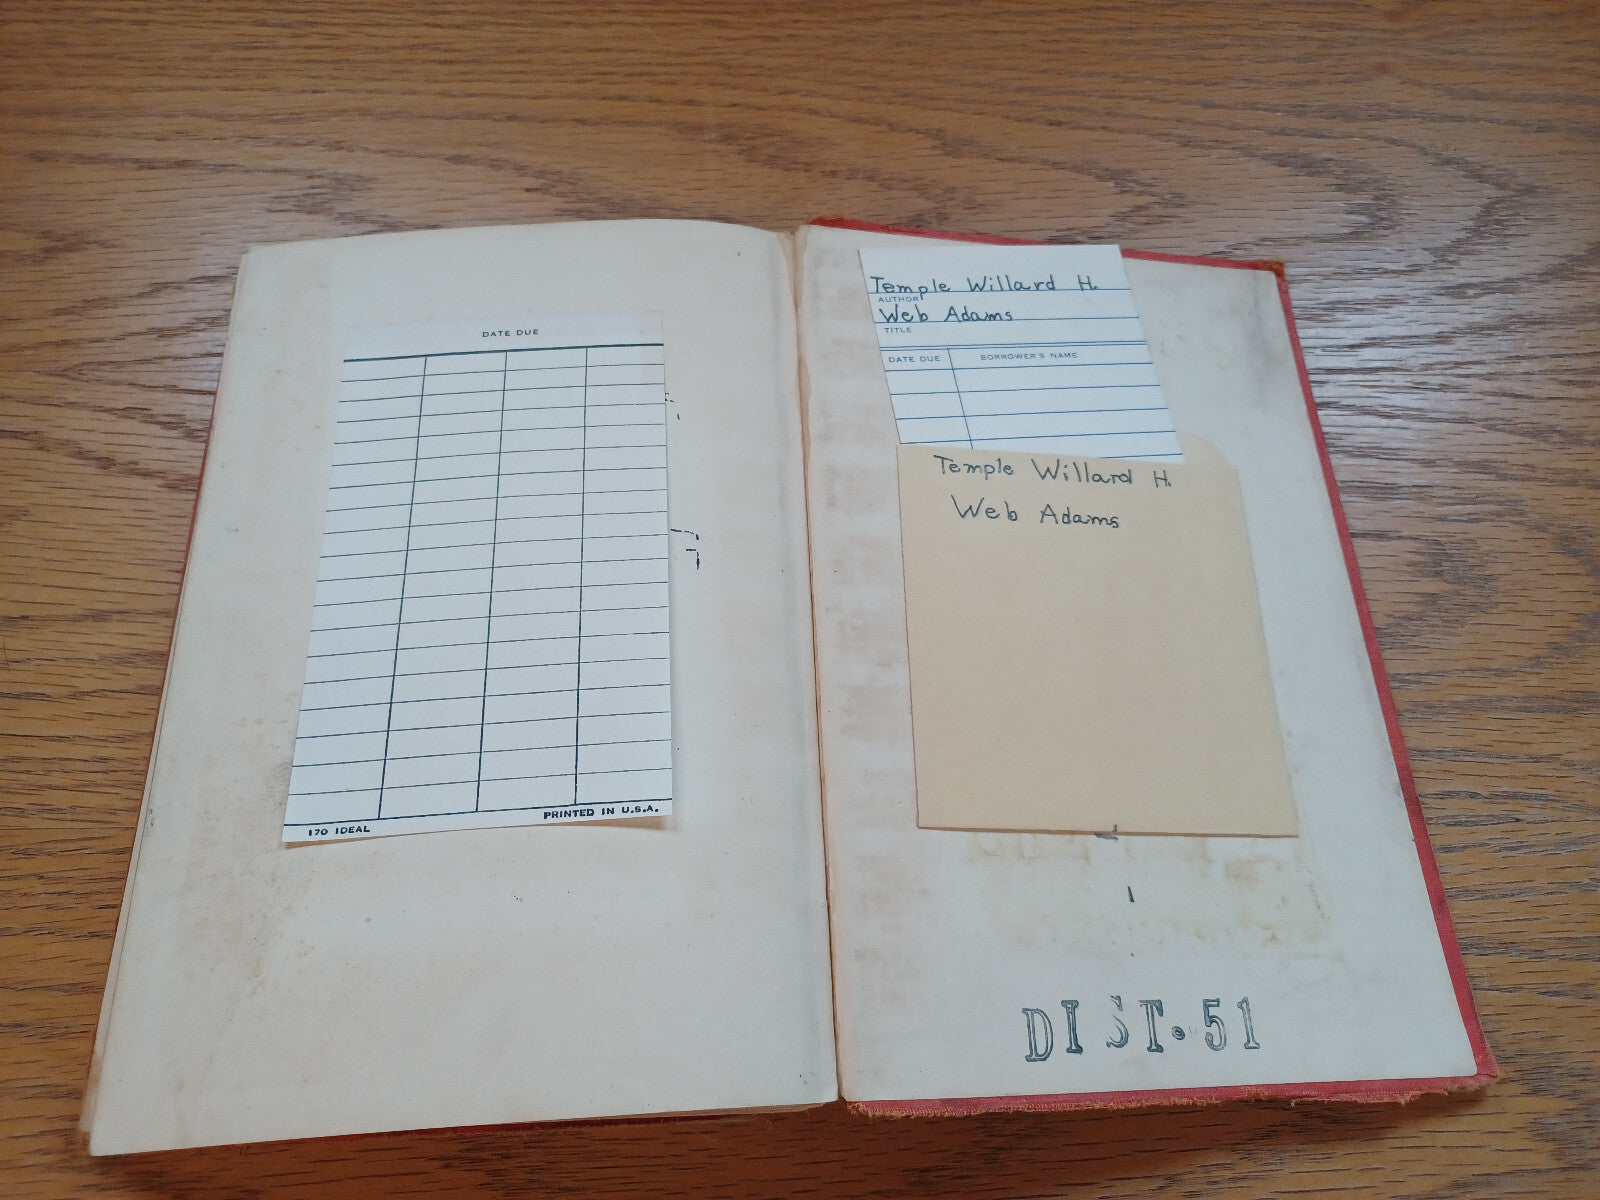 DATE DUE
170 IDEAL
PRINTED IN U.S.A.
Temple Willard H.
AUTHOR
Web Adams
TITLE
DATE DUE
BORROWER'S NAME
Temple Willard H.
Web Adams
DIST. 51